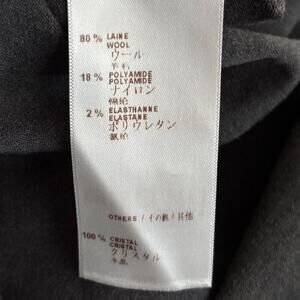 80 % LAINE
WOOL
ウール
羊毛
18 % POLYAMIDE
POLYAMIDE
ナイロン
锦纶
2 % ELASTHANNE
ELASTANE
ポリウレタン
氨纶
OTHERS / その他 / 其他
100 % CRISTAL
CRISTAL
クリスタル
水晶